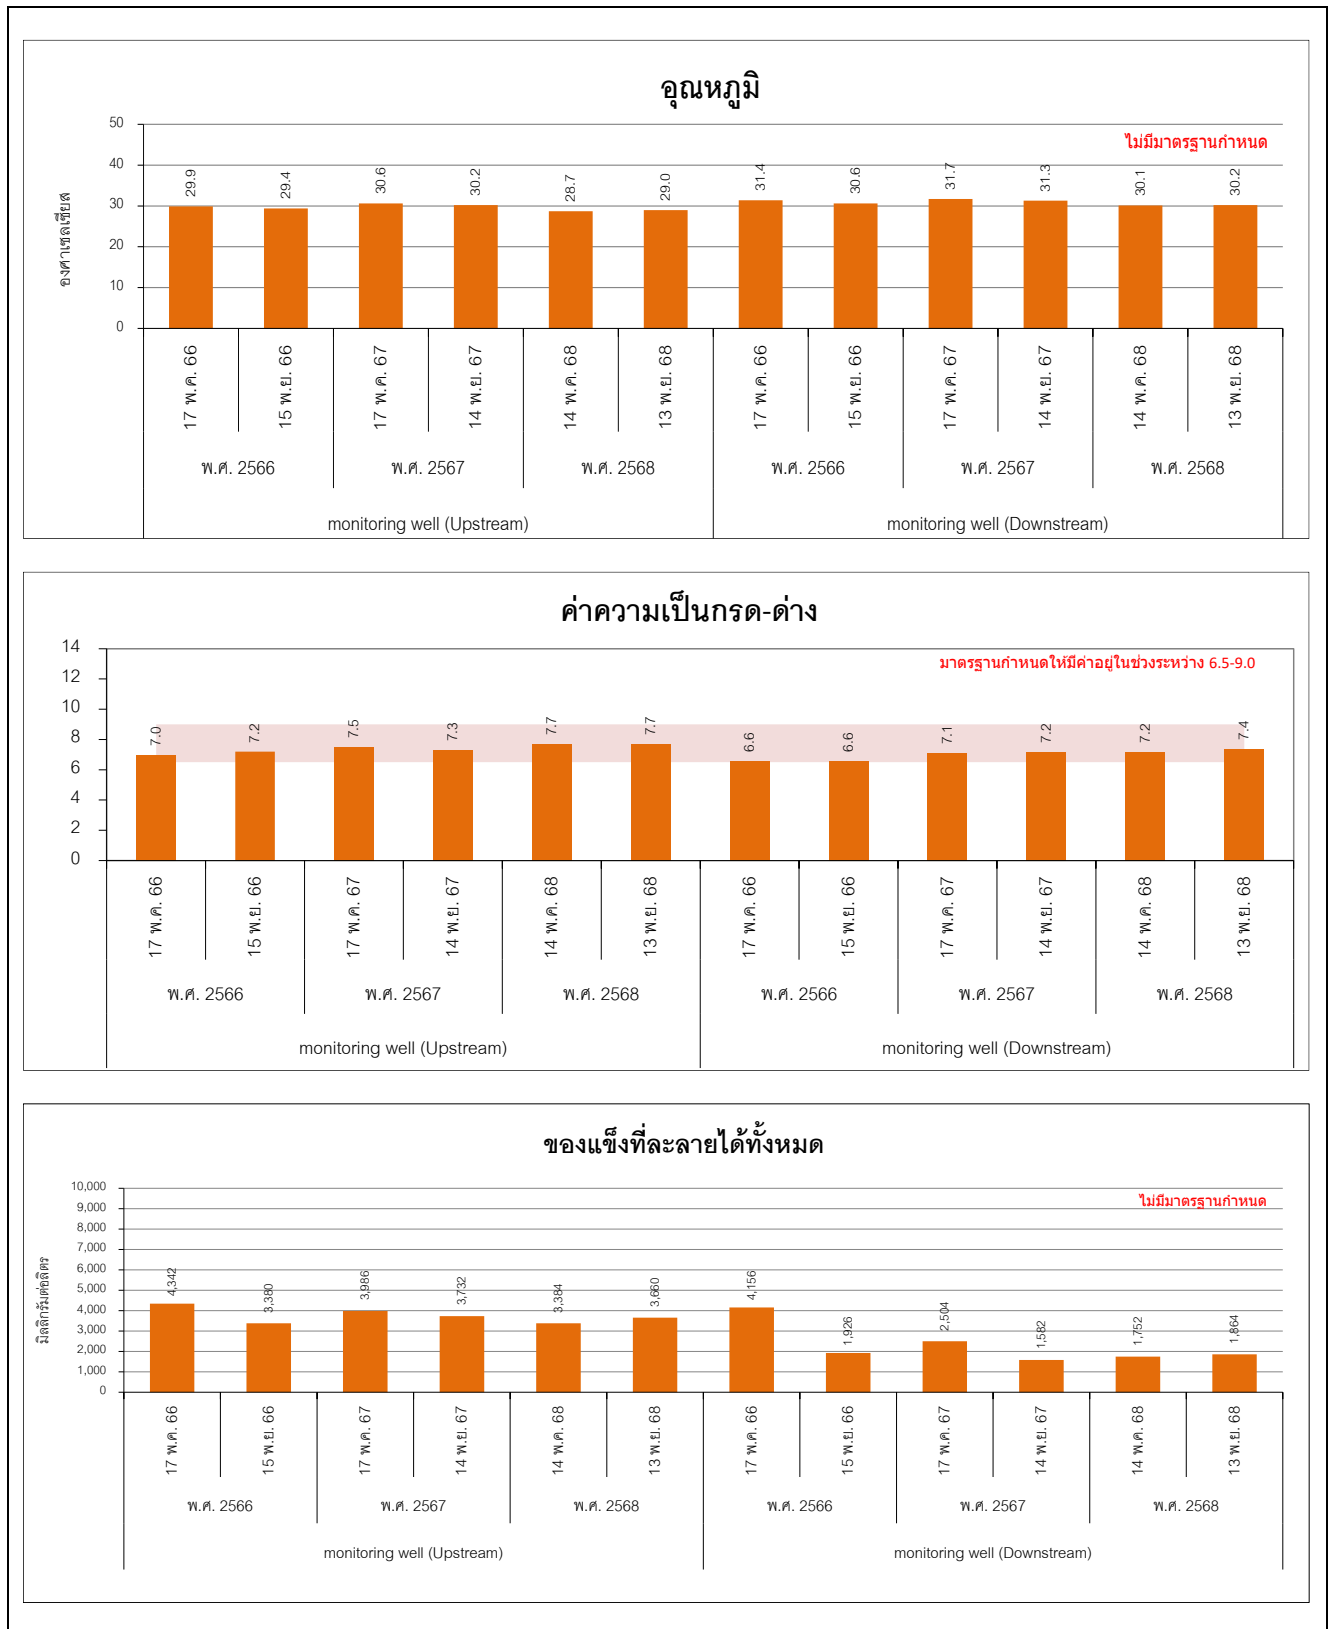 อุณหภูมิ
ไม่มีมาตรฐานกำหนด
องศาเซลเซียส
50
40
30
20
10
0
29.9 29.4 30.6 30.2 28.7 29.0 31.4 30.6 31.7 31.3 30.1 30.2
17 พ.ค. 66 15 พ.ย. 66 17 พ.ค. 67 14 พ.ย. 67 14 พ.ค. 68 13 พ.ย. 68 17 พ.ค. 66 15 พ.ย. 66 17 พ.ค. 67 14 พ.ย. 67 14 พ.ค. 68 13 พ.ย. 68
พ.ศ. 2566 พ.ศ. 2567 พ.ศ. 2568 พ.ศ. 2566 พ.ศ. 2567 พ.ศ. 2568
monitoring well (Upstream) monitoring well (Downstream)
ค่าความเป็นกรด-ด่าง
มาตรฐานกำหนดให้มีค่าอยู่ในช่วงระหว่าง 6.5-9.0
14
12
10
8
6
4
2
0
7.0 7.2 7.5 7.3 7.7 7.7 6.6 6.6 7.1 7.2 7.2 7.4
17 พ.ค. 66 15 พ.ย. 66 17 พ.ค. 67 14 พ.ย. 67 14 พ.ค. 68 13 พ.ย. 68 17 พ.ค. 66 15 พ.ย. 66 17 พ.ค. 67 14 พ.ย. 67 14 พ.ค. 68 13 พ.ย. 68
พ.ศ. 2566 พ.ศ. 2567 พ.ศ. 2568 พ.ศ. 2566 พ.ศ. 2567 พ.ศ. 2568
monitoring well (Upstream) monitoring well (Downstream)
ของแข็งที่ละลายได้ทั้งหมด
ไม่มีมาตรฐานกำหนด
มิลลิกรัมต่อลิตร
10,000
9,000
8,000
7,000
6,000
5,000
4,000
3,000
2,000
1,000
0
4,342 3,380 3,986 3,732 3,384 3,660 4,156 1,926 2,504 1,582 1,752 1,864
17 พ.ค. 66 15 พ.ย. 66 17 พ.ค. 67 14 พ.ย. 67 14 พ.ค. 68 13 พ.ย. 68 17 พ.ค. 66 15 พ.ย. 66 17 พ.ค. 67 14 พ.ย. 67 14 พ.ค. 68 13 พ.ย. 68
พ.ศ. 2566 พ.ศ. 2567 พ.ศ. 2568 พ.ศ. 2566 พ.ศ. 2567 พ.ศ. 2568
monitoring well (Upstream) monitoring well (Downstream)